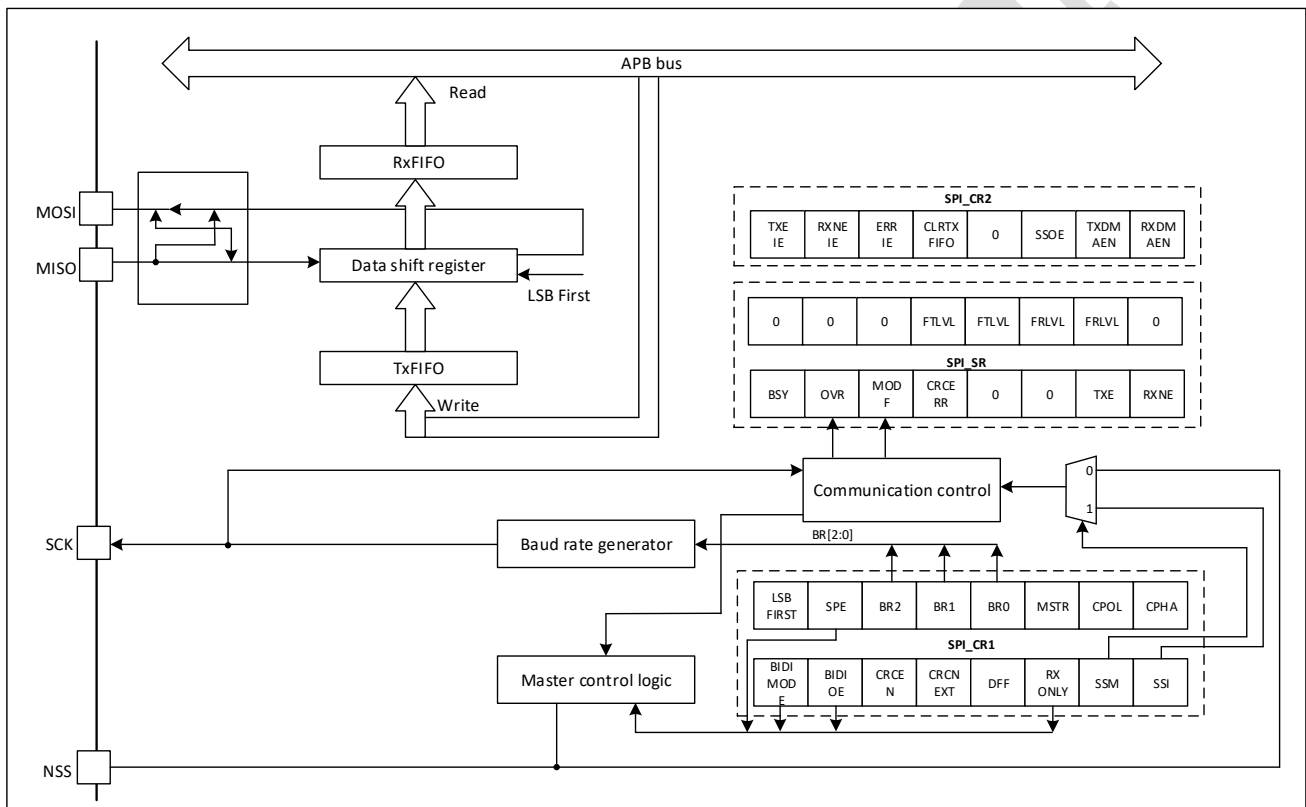 APB bus
Read
RxFIFO
MOSI
MISO
Data shift register
LSB First
TxFIFO
Write
SPI_CR2
TXE
IE
RXNE
IE
ERR
IE
CLRTX
FIFO
0
SSOE
TXDM
AEN
RXDM
AEN
0
0
0
FTLVL
FTLVL
FRLVL
FRLVL
0
SPI_SR
BSY
OVR
MOD
F
CRCE
RR
0
0
TXE
RXNE
Communication control
0
1
SCK
Baud rate generator
BR[2:0]
LSB
FIRST
SPE
BR2
BR1
BR0
MSTR
CPOL
CPHA
SPI_CR1
Master control logic
BIDI
MOD
E
BIDI
OE
CRCE
N
CRCN
EXT
DFF
RX
ONLY
SSM
SSI
NSS